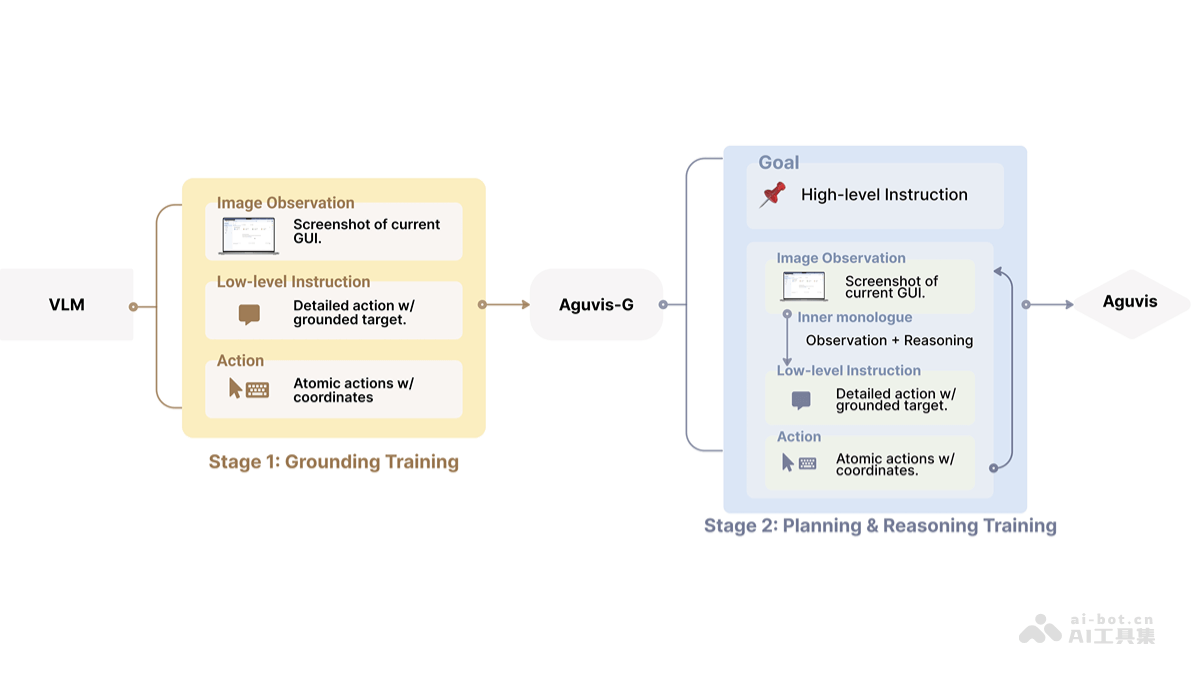 VLM
Image Observation
Screenshot of current
GUI.
Low-level Instruction
Detailed action w/
grounded target.
Action
Atomic actions w/
coordinates
Stage 1: Grounding Training
Aguvis-G
Goal
High-level Instruction
Image Observation
Screenshot of
current GUI.
Inner monologue
Observation + Reasoning
Low-level Instruction
Detailed action w/
grounded target.
Action
Atomic actions w/
coordinates.
Stage 2: Planning & Reasoning Training
Aguvis
ai-bot.cn
AI工具集